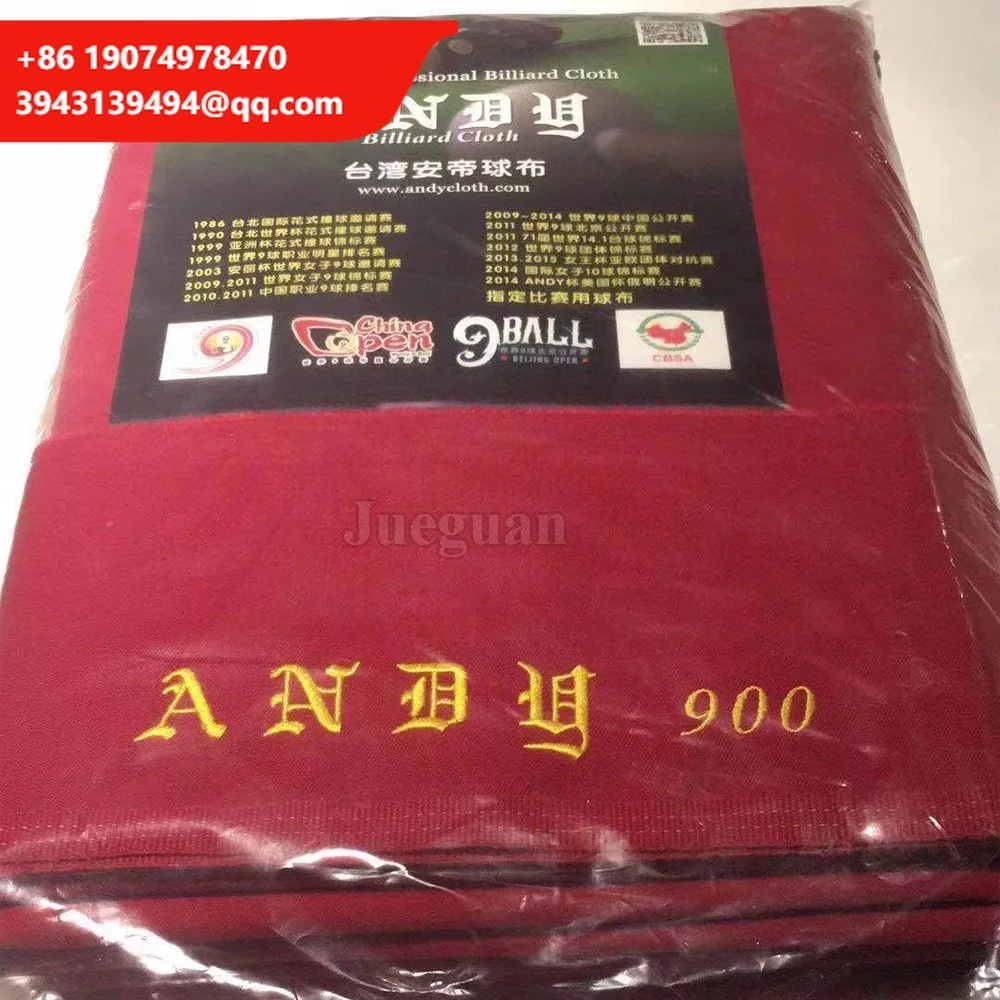 +86 19074978470
3943139494@qq.com
ssional Billiard Cloth
NDY
Billiard Cloth
台湾安帝球布
www.andycloth.com
1986 台北国际花式撞球邀请赛
1990 台北世界杯花式撞球邀请赛
1999 亚洲杯花式撞球锦标赛
1999 世界9球职业明星排名赛
2003 安丽杯世界女子9球邀请赛
2009.2011 世界女子9球锦标赛
2010.2011 中国职业9球排名赛
2009~2014 世界9球中国公开赛
2011 世界9球北京公开赛
2011 71届世界14.1台球锦标赛
2012 世界9球团体锦标赛
2013.2015 女王杯亚欧团体对抗赛
2014 国际女子10球锦标赛
2014 ANDY杯美国怀俄明公开赛
指定比赛用球布
China
Open
9BALL
BEIJING OPEN
CBSA
Jueguan
ANDY 900